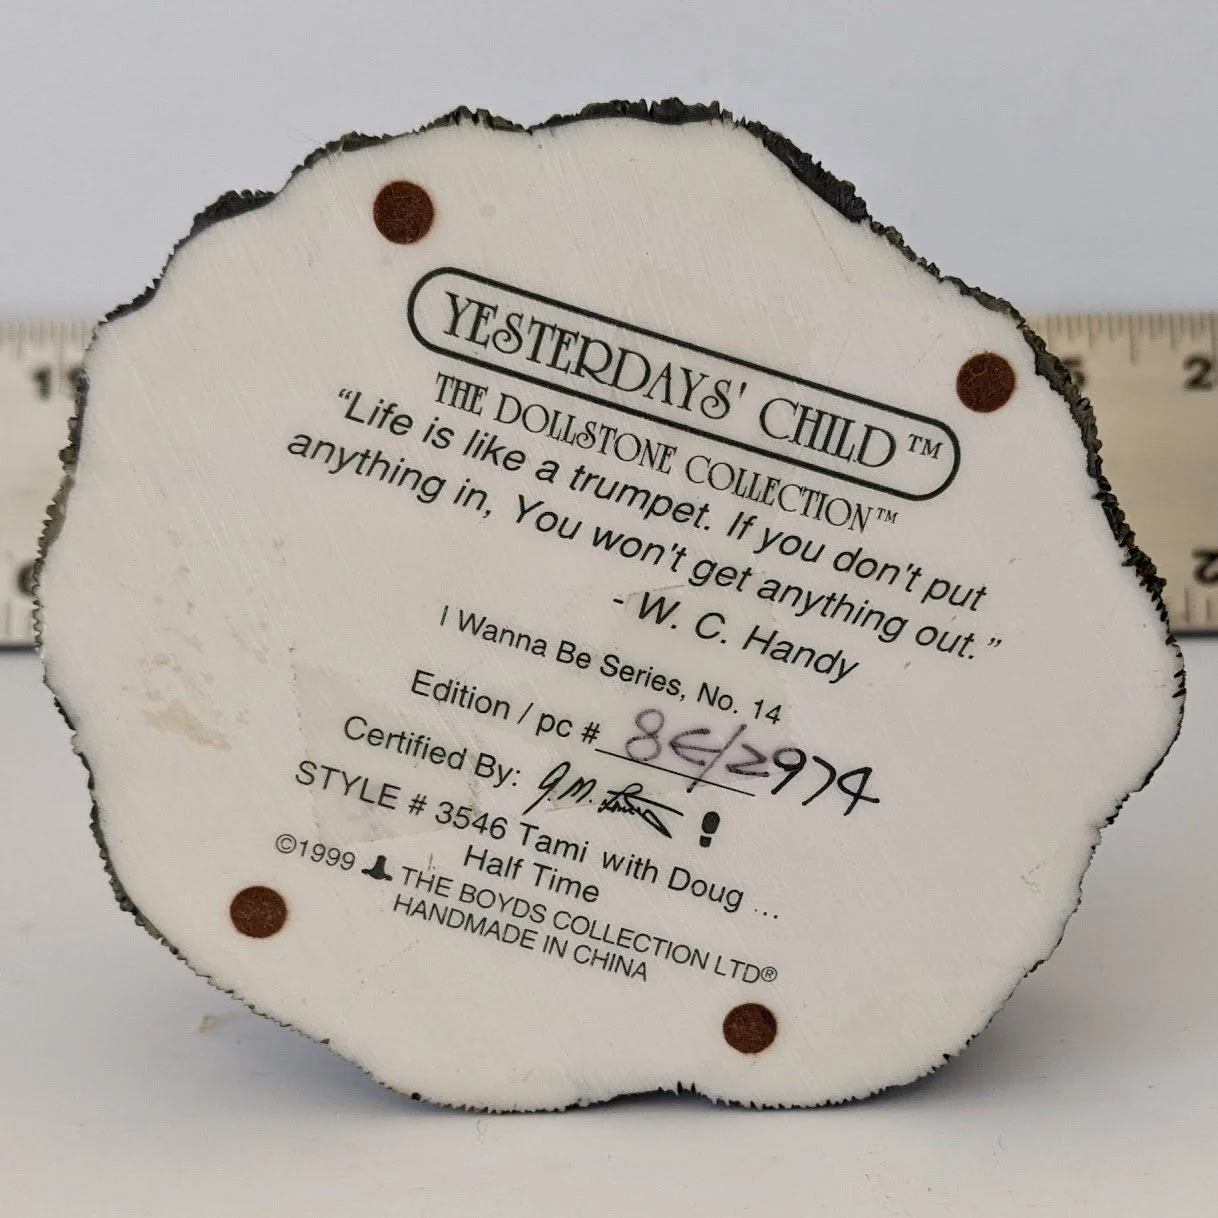 YESTERDAYS' CHILD™
THE DOLLSTONE COLLECTION™
“Life is like a trumpet. If you don't put
anything in, You won't get anything out.”
- W. C. Handy
I Wanna Be Series, No. 14
Edition / pc # 8E/2974
Certified By:
STYLE # 3546 Tami with Doug ...
Half Time
©1999 THE BOYDS COLLECTION LTD®
HANDMADE IN CHINA